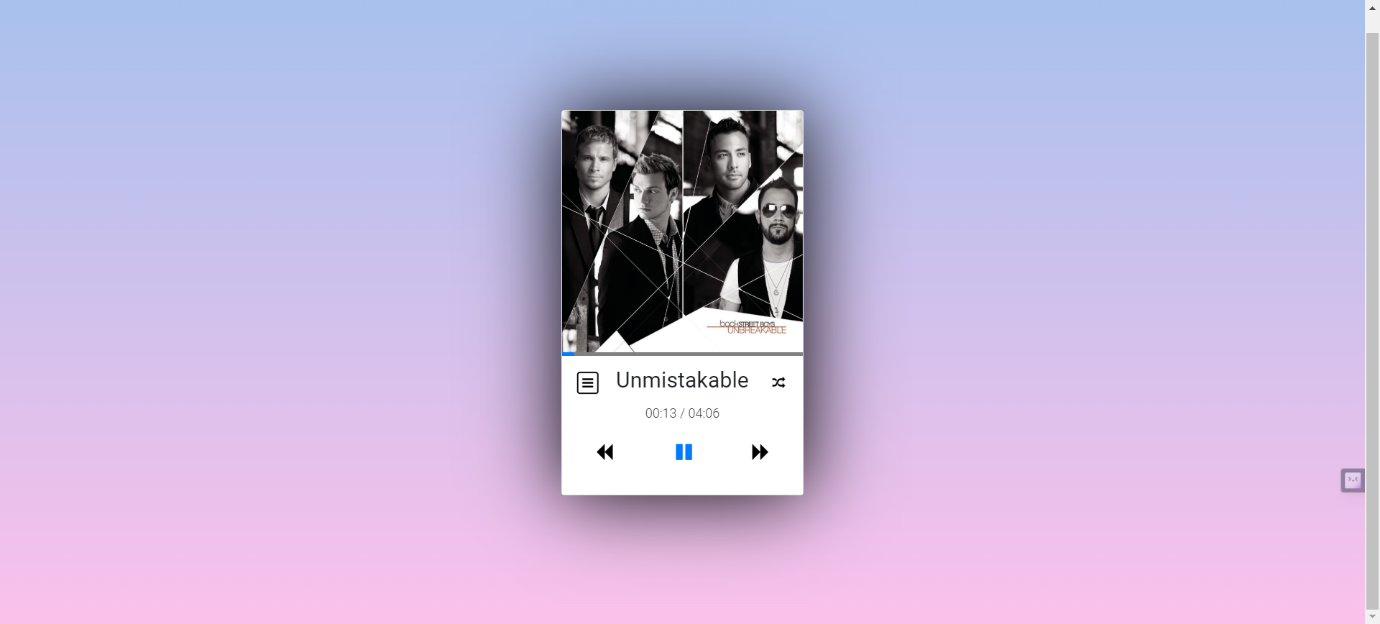 backSTREET BOYS
UNBREAKABLE
Unmistakable
00:13 / 04:06